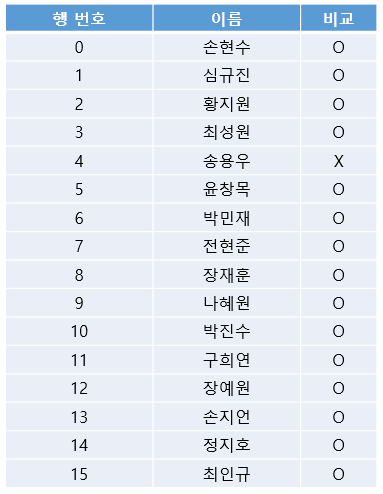 행 번호 이름 비교
0 손현수 O
1 심규진 O
2 황지원 O
3 최성원 O
4 송용우 X
5 윤창목 O
6 박민재 O
7 전현준 O
8 장재훈 O
9 나혜원 O
10 박진수 O
11 구희연 O
12 장예원 O
13 손지언 O
14 정지호 O
15 최인규 O